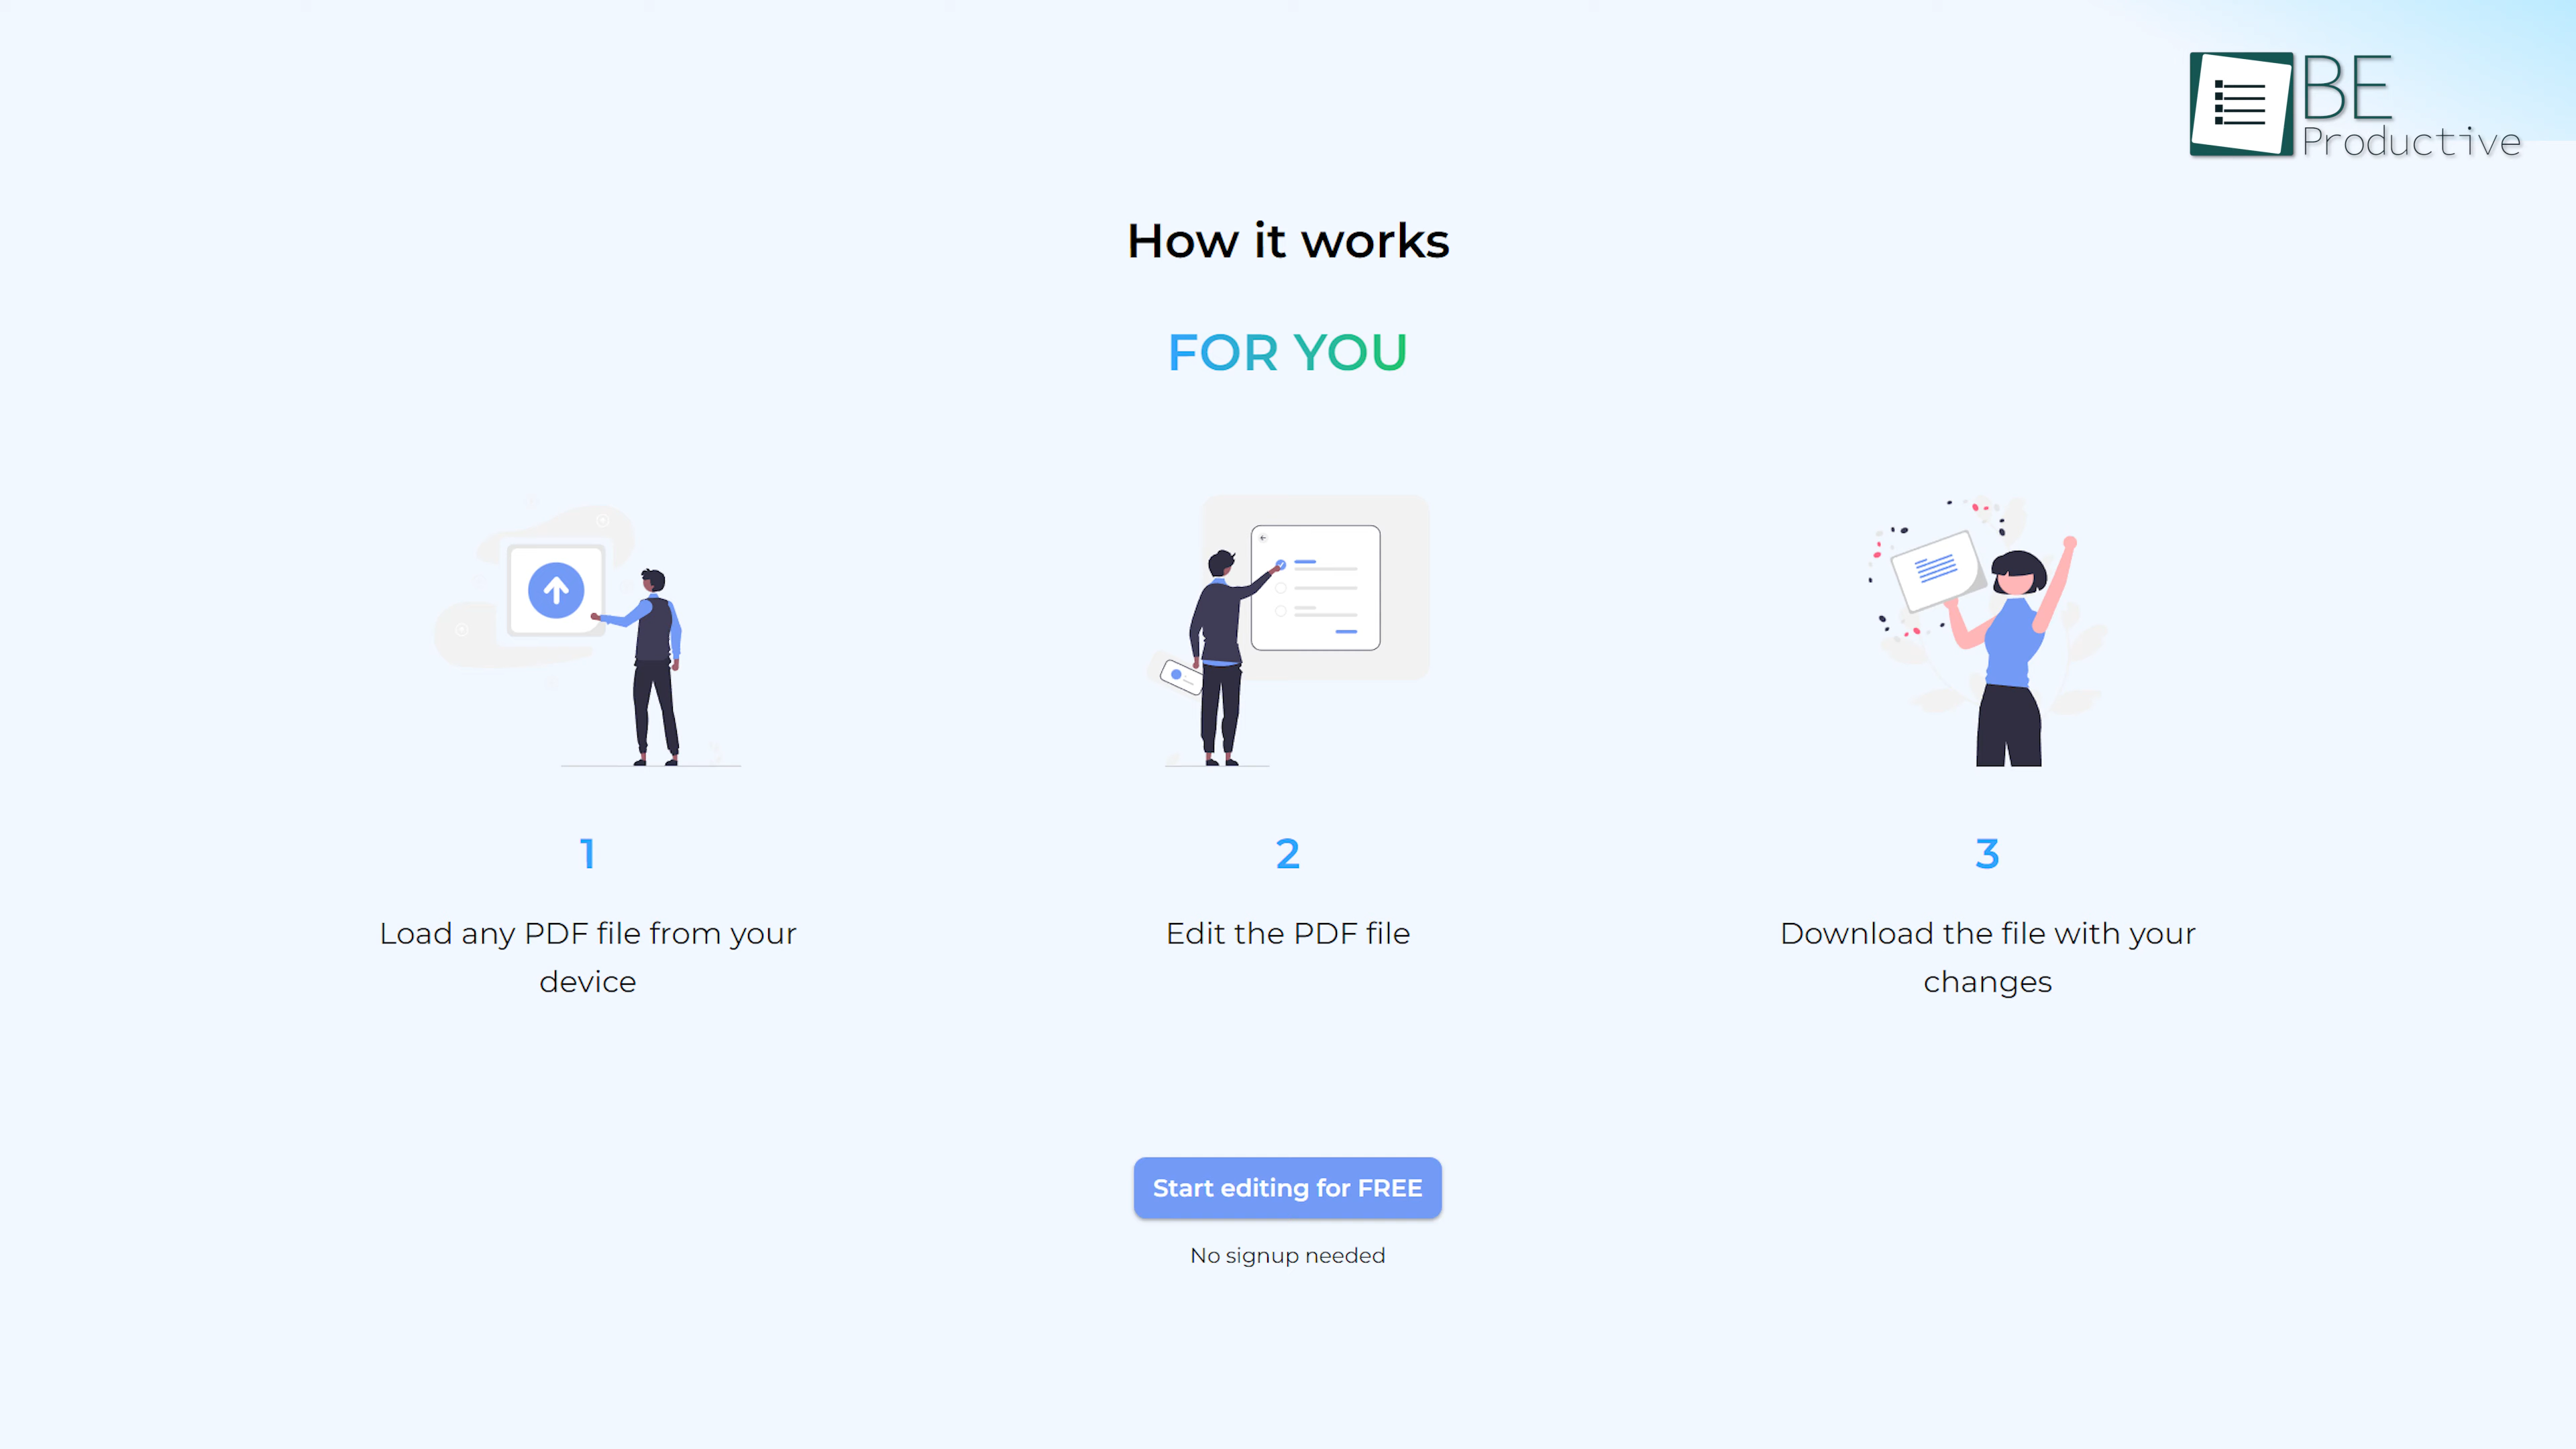 BE
Productive
How it works
FOR YOU
1
Load any PDF file from your
device
2
Edit the PDF file
3
Download the file with your
changes
Start editing for FREE
No signup needed